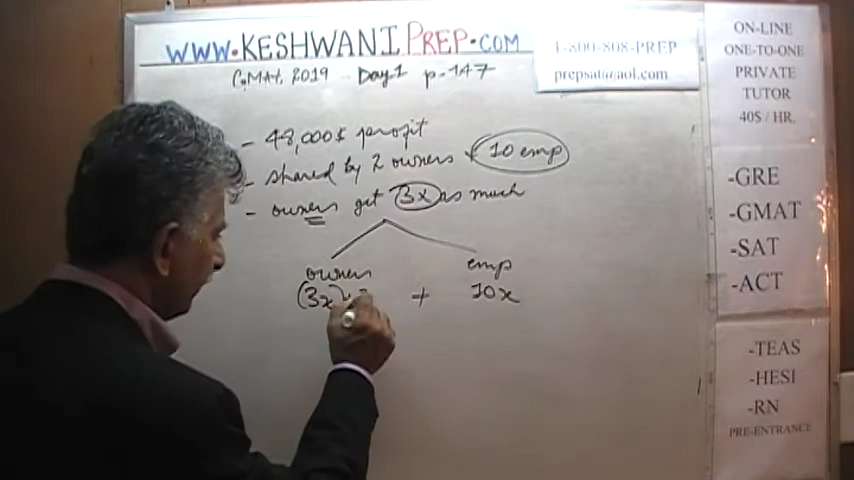 WWW.KESHWANIPREP.COM
GMAT, 2019 Day 1 p.147
1-800-808-PREP
prepsat@aol.com
- 48,000$ profit
- shared by 2 owners + 10 emp
- owners get 3x as much
owners emp
(3x) + 10x
ON-LINE
ONE-TO-ONE
PRIVATE
TUTOR
40$ / HR.
-GRE
-GMAT
-SAT
-ACT
-TEAS
-HESI
-RN
PRE-ENTRANCE